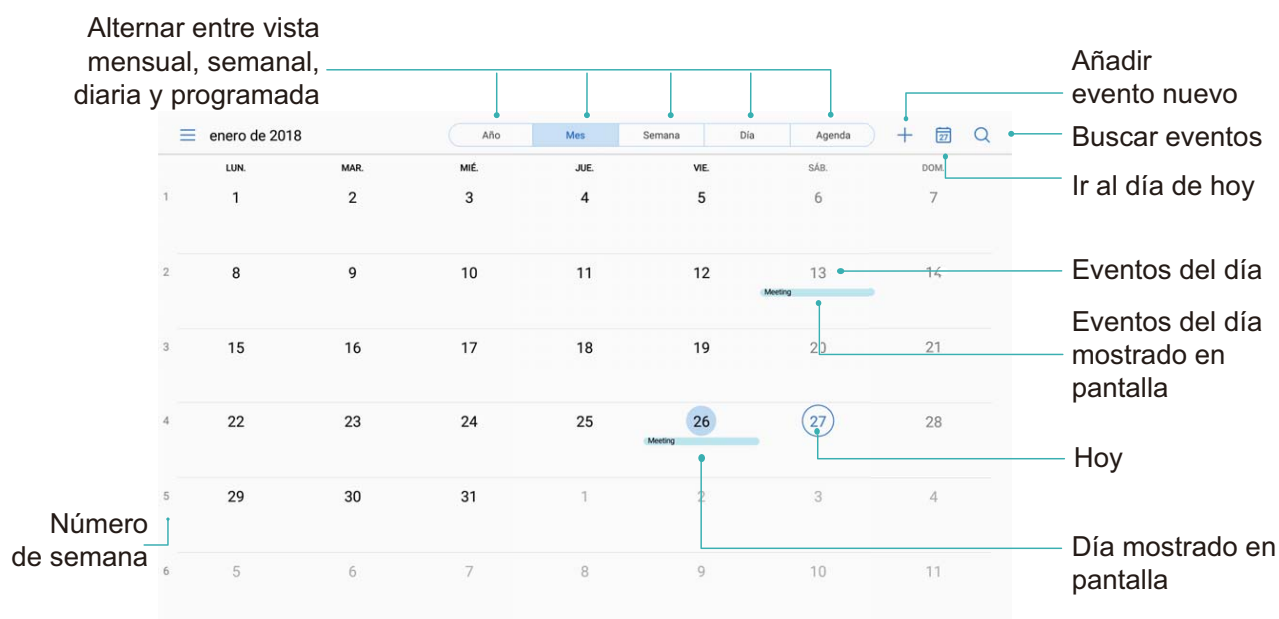 Alternar entre vista
mensual, semanal,
diaria y programada
Añadir
evento nuevo
Buscar eventos
Ir al día de hoy
enero de 2018
Año Mes Semana Día Agenda
27
LUN. MAR. MIÉ. JUE. VIE. SÁB. DOM.
1 1 2 3 4 5 6 7
2 8 9 10 11 12 13 14
Meeting
Eventos del día
Eventos del día
mostrado en
pantalla
3 15 16 17 18 19 20 21
4 22 23 24 25 26 27 28
Meeting
Hoy
5 29 30 31 1 2 3 4
Número
de semana
Día mostrado en
pantalla
6 5 6 7 8 9 10 11